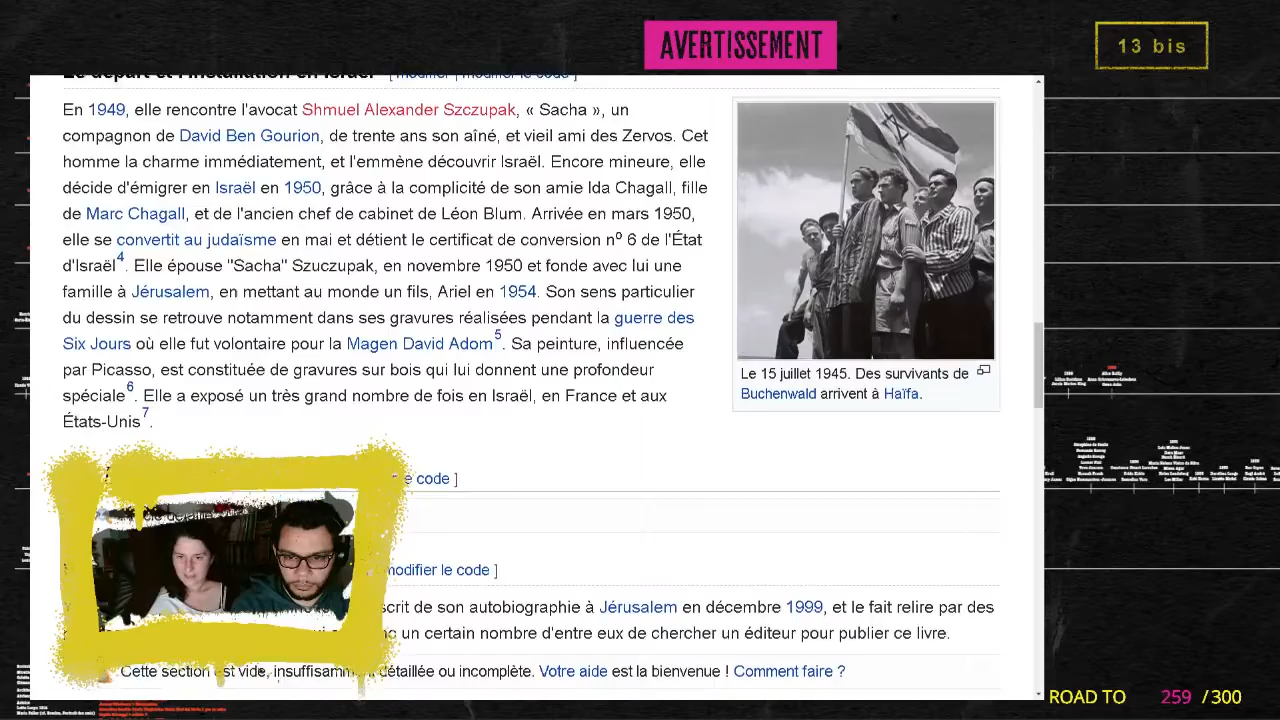 AVERTISSEMENT
13 bis
Le départ et l'installation en Israël [ modifier | modifier le code ]
En 1949, elle rencontre l'avocat Shmuel Alexander Szczupak, « Sacha », un
compagnon de David Ben Gourion, de trente ans son aîné, et vieil ami des Zervos. Cet
homme la charme immédiatement, et l'emmène découvrir Israël. Encore mineure, elle
décide d'émigrer en Israël en 1950, grâce à la complicité de son amie Ida Chagall, fille
de Marc Chagall, et de l'ancien chef de cabinet de Léon Blum. Arrivée en mars 1950,
elle se convertit au judaïsme en mai et détient le certificat de conversion nº 6 de l'État
d'Israël4. Elle épouse "Sacha" Szuczupak, en novembre 1950 et fonde avec lui une
famille à Jérusalem, en mettant au monde un fils, Ariel en 1954. Son sens particulier
du dessin se retrouve notamment dans ses gravures réalisées pendant la guerre des
Six Jours où elle fut volontaire pour la Magen David Adom5. Sa peinture, influencée
par Picasso, est constituée de gravures sur bois qui lui donnent une profondeur
spéciale6. Elle a exposé un très grand nombre de fois en Israël, en France et aux
États-Unis7.
Le 15 juillet 1945. Des survivants de
Buchenwald arrivent à Haïfa.
e code ]
modifier le code ]
scrit de son autobiographie à Jérusalem en décembre 1999, et le fait relire par des
un certain nombre d'entre eux de chercher un éditeur pour publier ce livre.
Cette section est vide, insuffisamment détaillée ou incomplète. Votre aide est la bienvenue ! Comment faire ?
ROAD TO 259 / 300